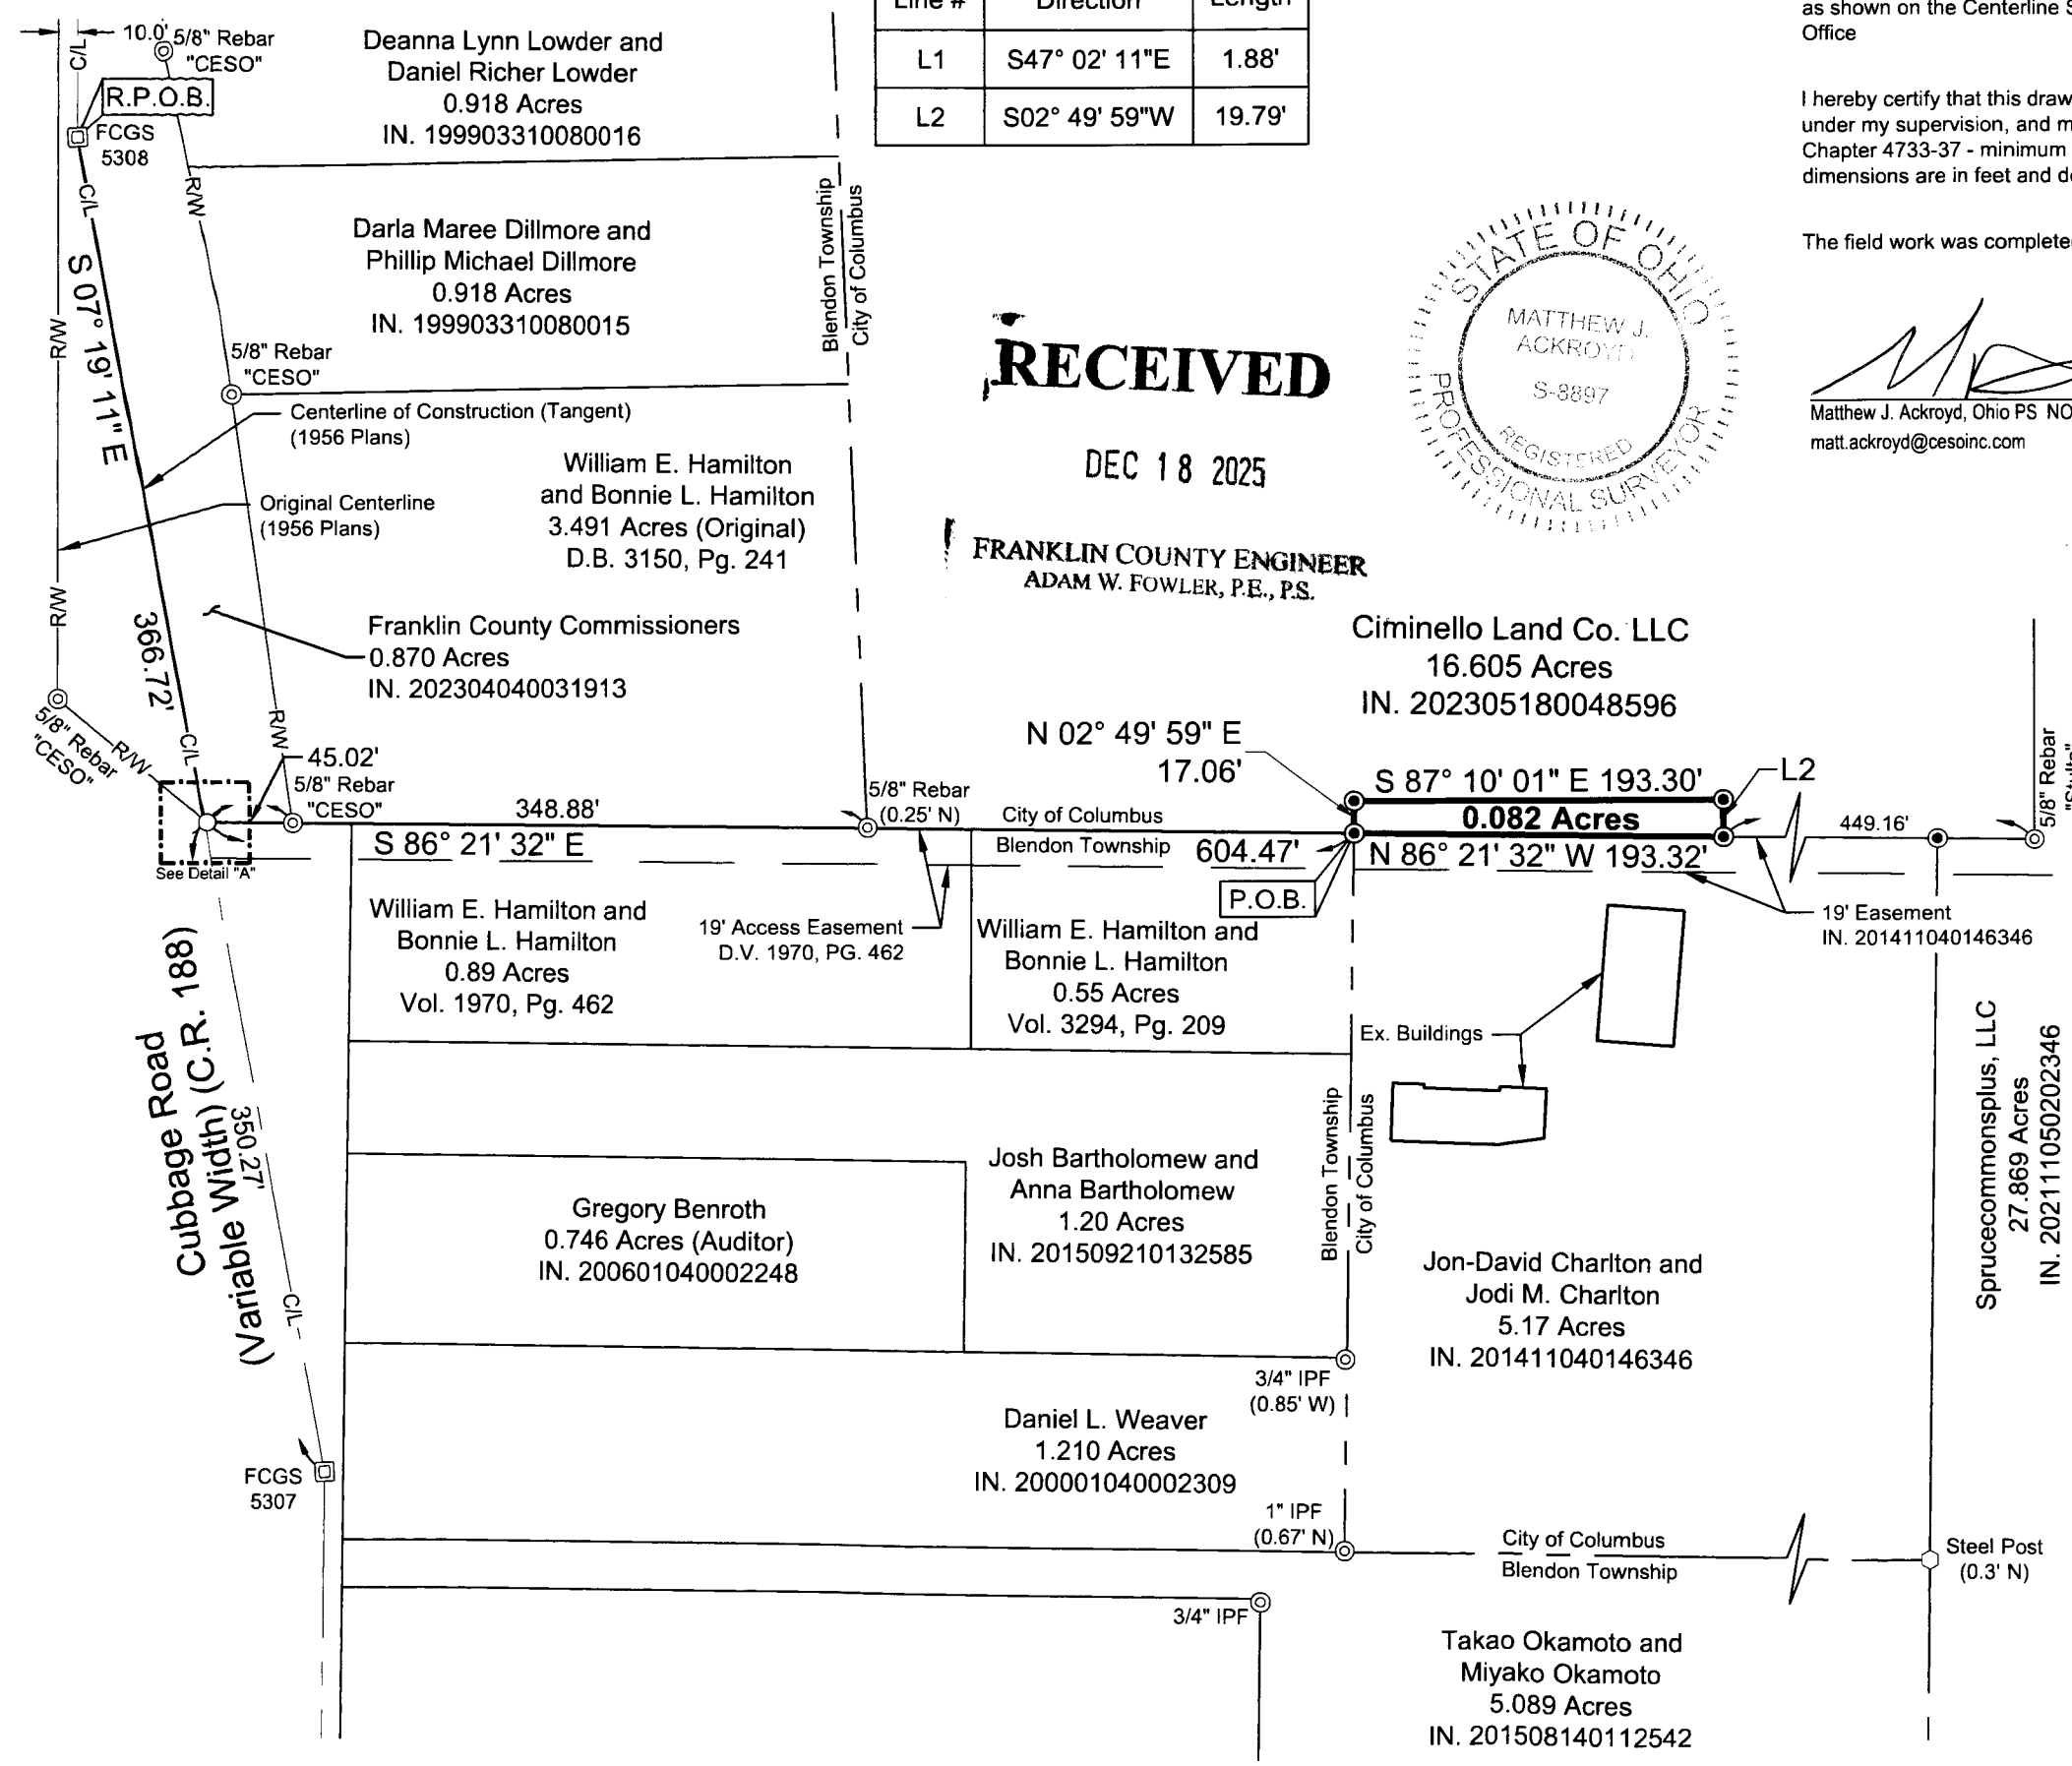 10.0'
C/L
5/8" Rebar
"CESO"
R.P.O.B.
FCGS
5308
C/L
R/W
S 07° 19' 11" E
R/W
366.72'
C/L
R/W
R/W
5/8" Rebar
"CESO"
R/W
Deanna Lynn Lowder and
Daniel Richer Lowder
0.918 Acres
IN. 199903310080016
Darla Maree Dillmore and
Phillip Michael Dillmore
0.918 Acres
IN. 199903310080015
5/8" Rebar
"CESO"
Centerline of Construction (Tangent)
(1956 Plans)
Original Centerline
(1956 Plans)
William E. Hamilton
and Bonnie L. Hamilton
3.491 Acres (Original)
D.B. 3150, Pg. 241
Franklin County Commissioners
0.870 Acres
IN. 202304040031913
Blendon Township
City of Columbus
Line # Direction Length
L1 S47° 02' 11"E 1.88'
L2 S02° 49' 59"W 19.79'
as shown on the Centerline S
Office
I hereby certify that this draw
under my supervision, and m
Chapter 4733-37 - minimum
dimensions are in feet and d
The field work was complete
STATE OF OHIO
MATTHEW J.
ACKROYD
S-8897
REGISTERED
PROFESSIONAL SURVEYOR
Matthew J. Ackroyd, Ohio PS NO
matt.ackroyd@cesoinc.com
RECEIVED
DEC 18 2025
FRANKLIN COUNTY ENGINEER
ADAM W. FOWLER, P.E., P.S.
Ciminello Land Co. LLC
16.605 Acres
IN. 202305180048596
N 02° 49' 59" E
17.06'
S 87° 10' 01" E 193.30'
L2
0.082 Acres
N 86° 21' 32" W 193.32'
449.16'
5/8" Rebar
45.02'
5/8" Rebar
"CESO"
348.88'
S 86° 21' 32" E
5/8" Rebar
(0.25' N)
City of Columbus
Blendon Township
604.47'
P.O.B.
See Detail "A"
19' Easement
IN. 201411040146346
William E. Hamilton and
Bonnie L. Hamilton
0.89 Acres
Vol. 1970, Pg. 462
19' Access Easement
D.V. 1970, PG. 462
William E. Hamilton and
Bonnie L. Hamilton
0.55 Acres
Vol. 3294, Pg. 209
Ex. Buildings
Cubbage Road
(Variable Width) (C.R. 188)
350.27'
C/L
Blendon Township
City of Columbus
Sprucecommonsplus, LLC
27.869 Acres
IN. 202111050202346
Gregory Benroth
0.746 Acres (Auditor)
IN. 200601040002248
Josh Bartholomew and
Anna Bartholomew
1.20 Acres
IN. 201509210132585
Jon-David Charlton and
Jodi M. Charlton
5.17 Acres
IN. 201411040146346
3/4" IPF
(0.85' W)
Daniel L. Weaver
1.210 Acres
IN. 200001040002309
FCGS
5307
1" IPF
(0.67' N)
City of Columbus
Blendon Township
Steel Post
(0.3' N)
3/4" IPF
Takao Okamoto and
Miyako Okamoto
5.089 Acres
IN. 201508140112542